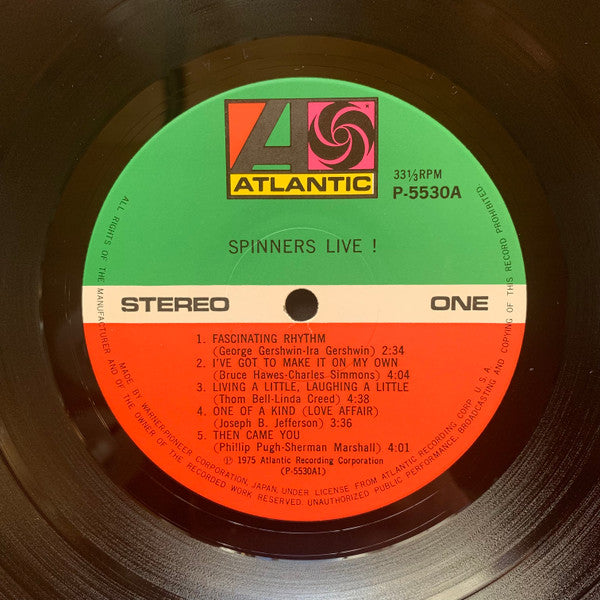 ATLANTIC
33⅓RPM
P-5530A
SPINNERS LIVE !
STEREO
ONE
1. FASCINATING RHYTHM
(George Gershwin-Ira Gershwin) 2:34
2. I'VE GOT TO MAKE IT ON MY OWN
(Bruce Hawes-Charles Simmons) 4:04
3. LIVING A LITTLE, LAUGHING A LITTLE
(Thom Bell-Linda Creed) 4:38
4. ONE OF A KIND (LOVE AFFAIR)
(Joseph B. Jefferson) 3:36
5. THEN CAME YOU
(Phillip Pugh-Sherman Marshall) 4:01
℗ 1975 Atlantic Recording Corporation
(P-5530A1)
MADE BY WARNER-PIONEER CORPORATION, JAPAN, UNDER LICENSE FROM ATLANTIC RECORDING CORP. U.S.A.
ALL RIGHTS OF THE MANUFACTURER AND OF THE OWNER OF THE RECORDED WORK RESERVED. UNAUTHORIZED PUBLIC PERFORMANCE, BROADCASTING AND COPYING OF THIS RECORD PROHIBITED.